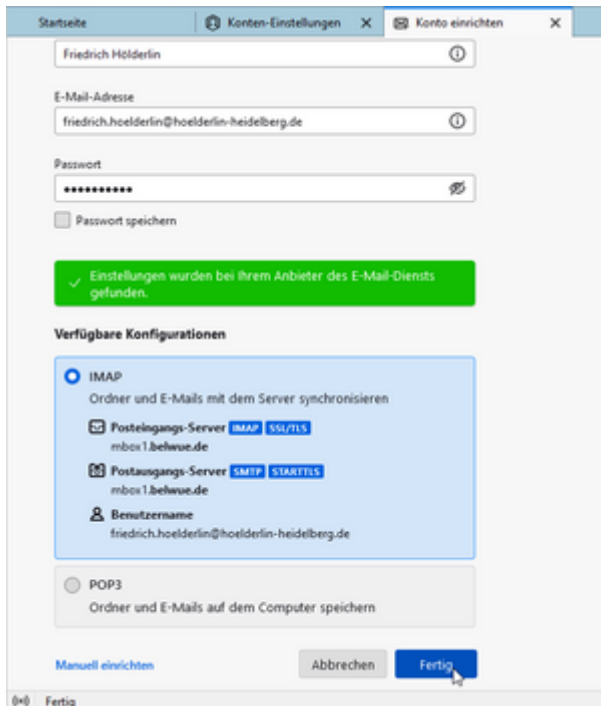 Startseite
Konten-Einstellungen
Konto einrichten
Friedrich Hölderlin
E-Mail-Adresse
friedrich.hoelderlin@hoelderlin-heidelberg.de
Passwort
Passwort speichern
Einstellungen wurden bei Ihrem Anbieter des E-Mail-Diensts
gefunden.
Verfügbare Konfigurationen
IMAP
Ordner und E-Mails mit dem Server synchronisieren
Posteingangs-Server IMAP SSL/TLS
mbox1.belwue.de
Postausgangs-Server SMTP STARTTLS
mbox1.belwue.de
Benutzername
friedrich.hoelderlin@hoelderlin-heidelberg.de
POP3
Ordner und E-Mails auf dem Computer speichern
Manuell einrichten
Abbrechen
Fertig
Fertig